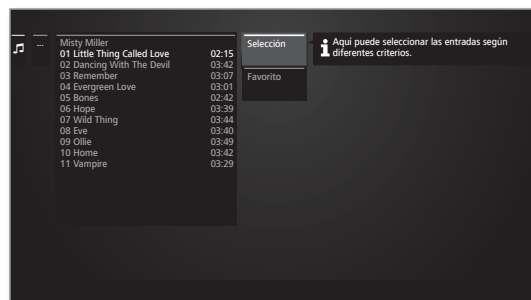 ...
Misty Miller
01 Little Thing Called Love 02:15
02 Dancing With The Devil 03:42
03 Remember 03:07
04 Evergreen Love 03:01
05 Bones 02:42
06 Hope 03:39
07 Wild Thing 03:44
08 Eve 03:40
09 Ollie 03:49
10 Home 03:42
11 Vampire 03:29
Selección
Favorito
Aquí puede seleccionar las entradas según
diferentes criterios.